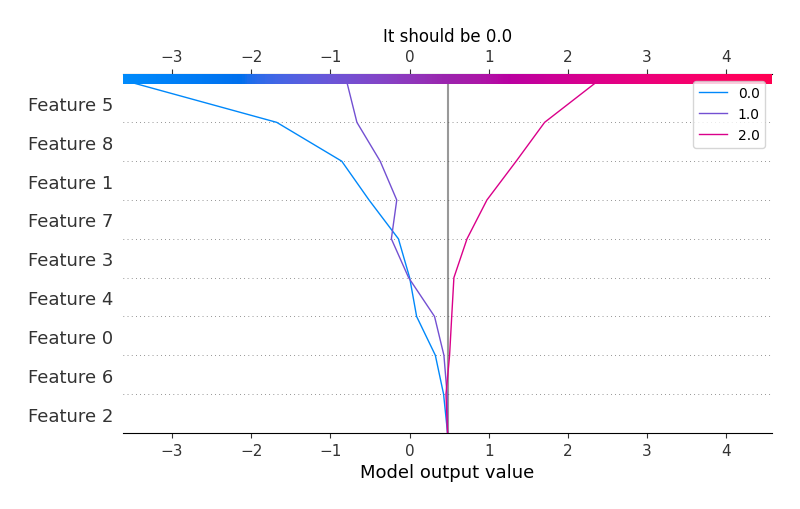 It should be 0.0
−3 −2 −1 0 1 2 3 4
0.0
1.0
2.0
Feature 5
Feature 8
Feature 1
Feature 7
Feature 3
Feature 4
Feature 0
Feature 6
Feature 2
−3 −2 −1 0 1 2 3 4
Model output value